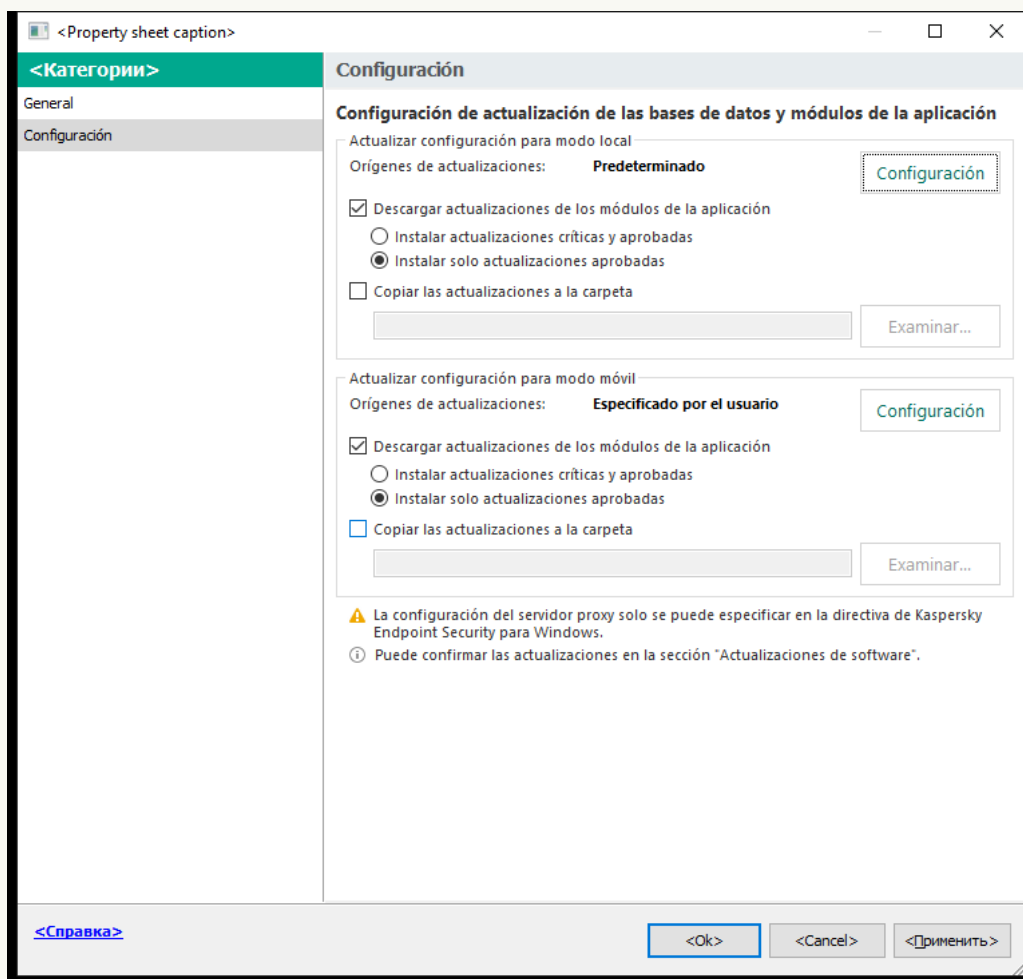 <Property sheet caption>
<Категории>
General
Configuración
Configuración
Configuración de actualización de las bases de datos y módulos de la aplicación
Actualizar configuración para modo local
Orígenes de actualizaciones: Predeterminado
Configuración
Descargar actualizaciones de los módulos de la aplicación
Instalar actualizaciones críticas y aprobadas
Instalar solo actualizaciones aprobadas
Copiar las actualizaciones a la carpeta
Examinar...
Actualizar configuración para modo móvil
Orígenes de actualizaciones: Especificado por el usuario
Configuración
Descargar actualizaciones de los módulos de la aplicación
Instalar actualizaciones críticas y aprobadas
Instalar solo actualizaciones aprobadas
Copiar las actualizaciones a la carpeta
Examinar...
La configuración del servidor proxy solo se puede especificar en la directiva de Kaspersky
Endpoint Security para Windows.
Puede confirmar las actualizaciones en la sección "Actualizaciones de software".
<Справка>
<Ok> <Cancel> <Применить>